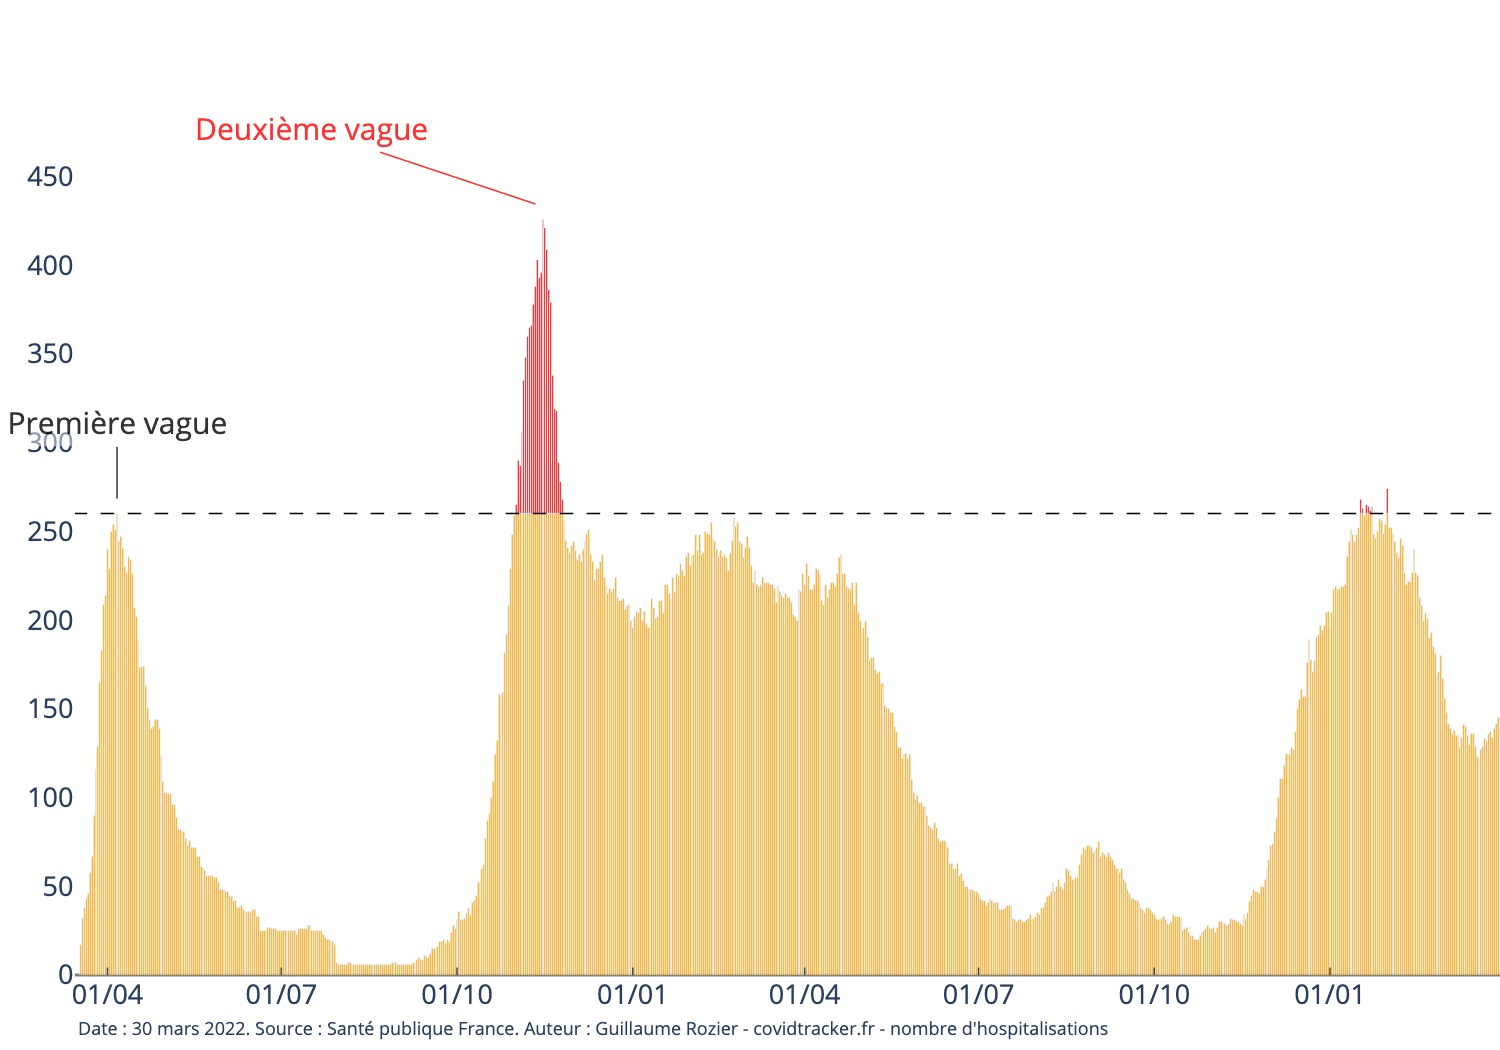 Deuxième vague
450
400
350
Première vague
300
250
200
150
100
50
0
01/04 01/07 01/10 01/01 01/04 01/07 01/10 01/01
Date : 30 mars 2022. Source : Santé publique France. Auteur : Guillaume Rozier - covidtracker.fr - nombre d'hospitalisations